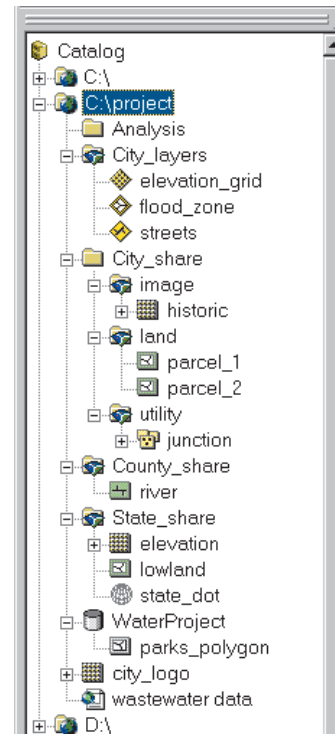 Catalog
C:\
C:\project
Analysis
City_layers
elevation_grid
flood_zone
streets
City_share
image
historic
land
parcel_1
parcel_2
utility
junction
County_share
river
State_share
elevation
lowland
state_dot
WaterProject
parks_polygon
city_logo
wastewater data
D:\